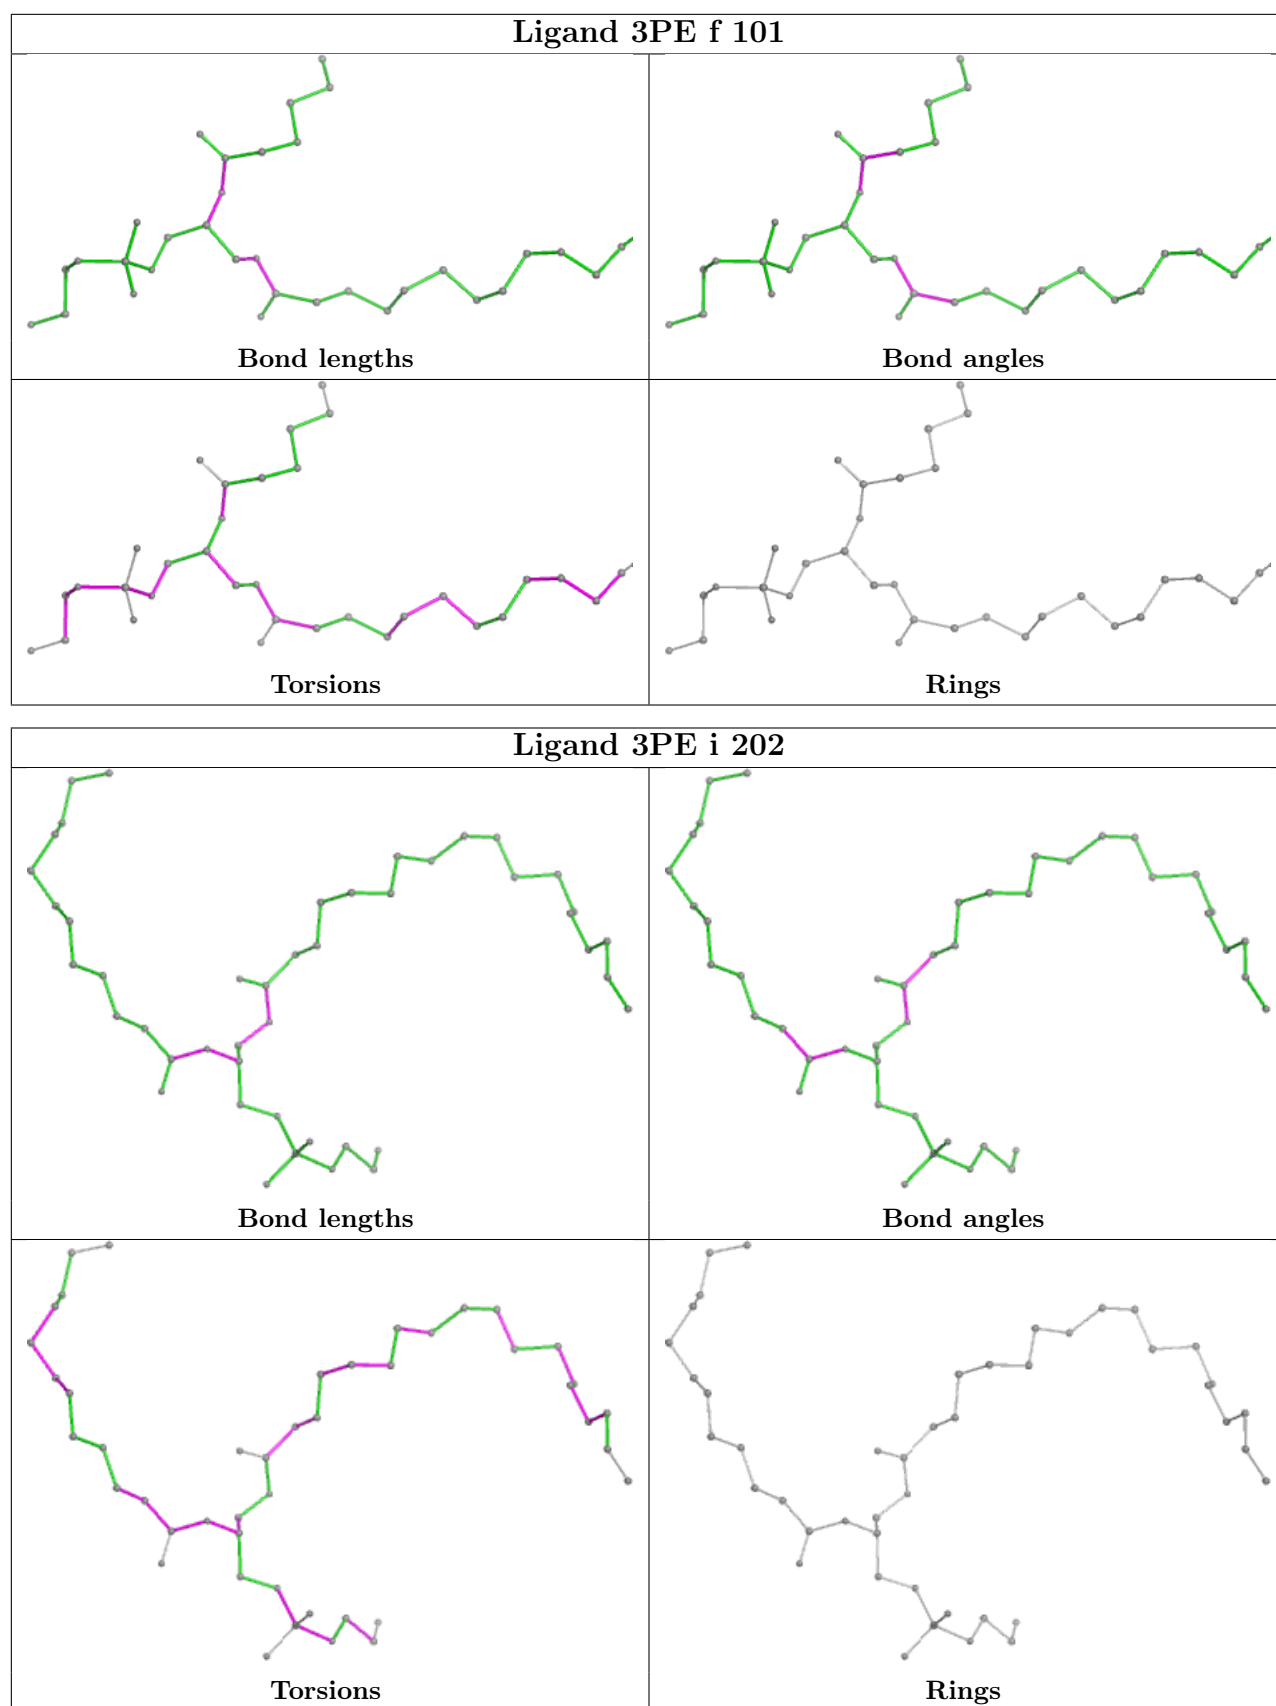 Ligand 3PE f 101
Bond lengths
Bond angles
Torsions
Rings
Ligand 3PE i 202
Bond lengths
Bond angles
Torsions
Rings